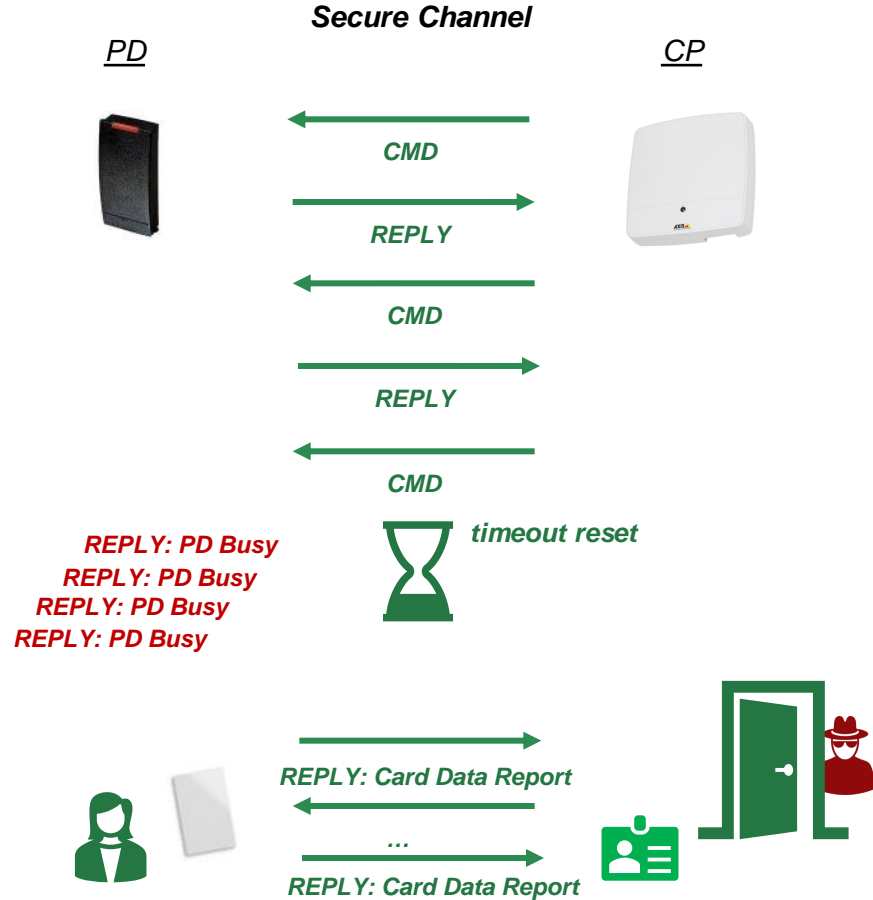 Secure Channel
PD
CP
CMD
AXIS
REPLY
CMD
REPLY
CMD
timeout reset
REPLY: PD Busy
REPLY: PD Busy
REPLY: PD Busy
REPLY: PD Busy
REPLY: Card Data Report
...
REPLY: Card Data Report